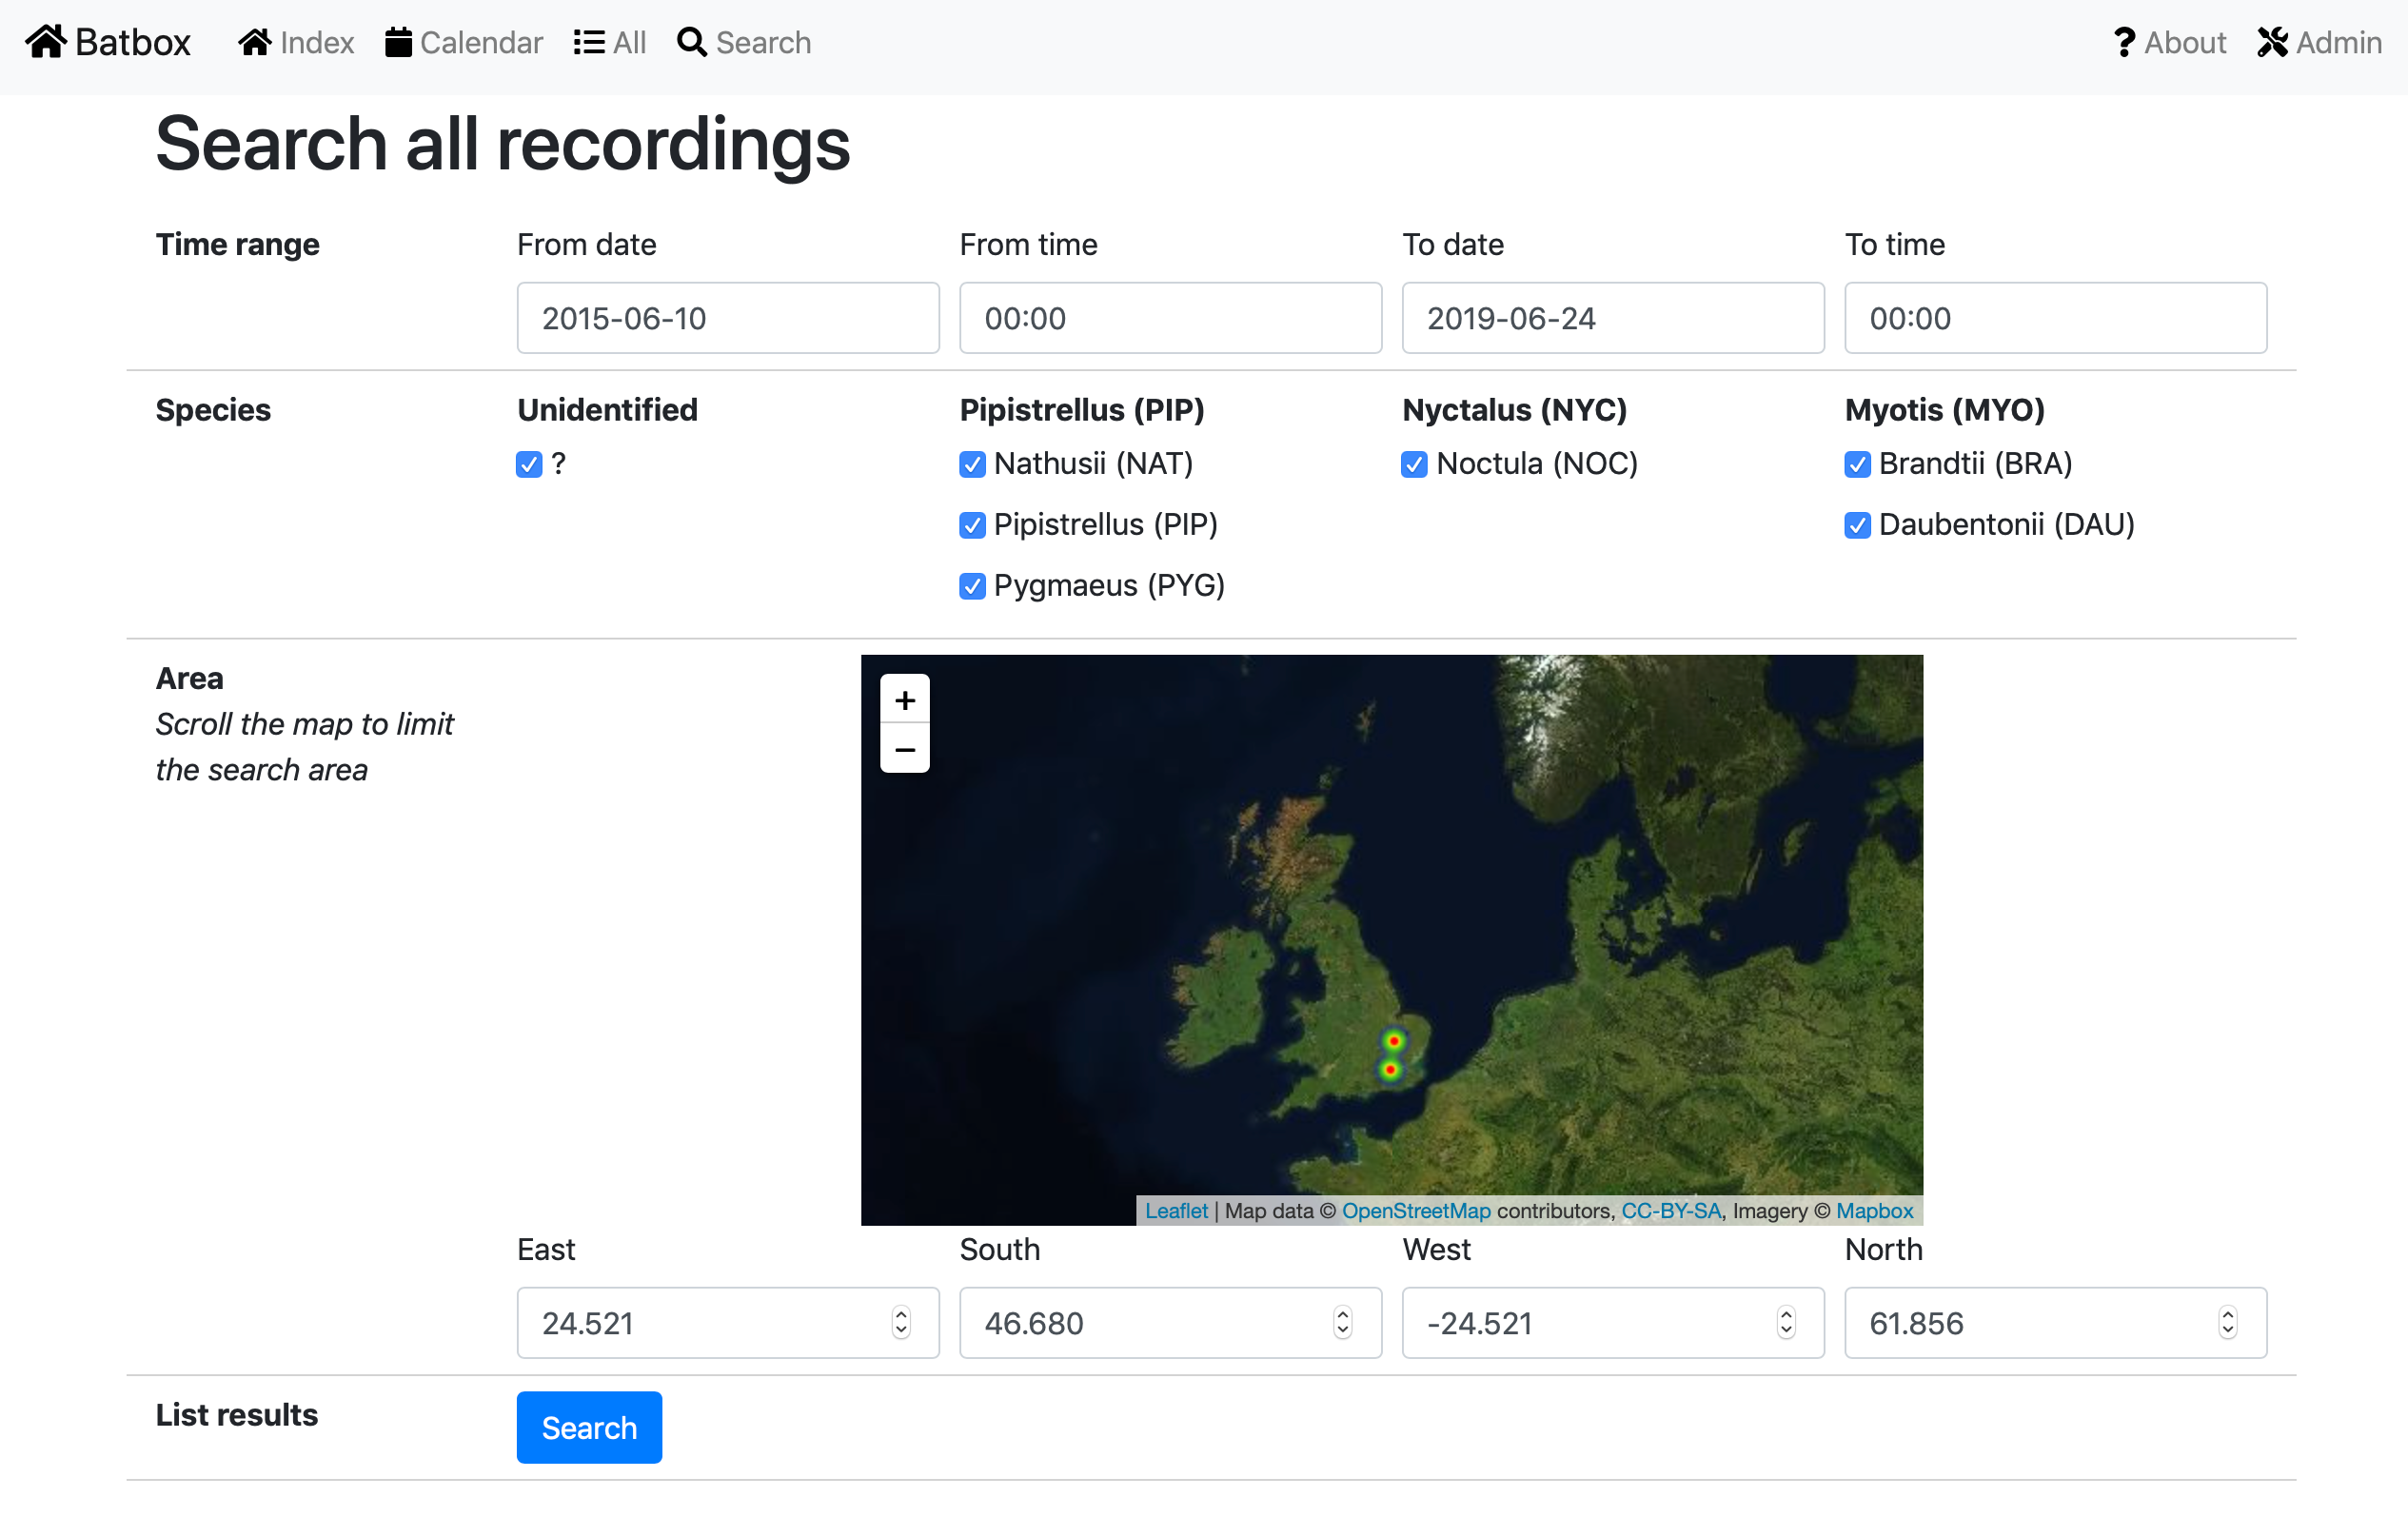 Batbox Index Calendar All Search About Admin
Search all recordings
Time range From date From time To date To time
2015-06-10 00:00 2019-06-24 00:00
Species Unidentified Pipistrellus (PIP) Nyctalus (NYC) Myotis (MYO)
? Nathusii (NAT) Noctula (NOC) Brandtii (BRA)
Pipistrellus (PIP) Daubentonii (DAU)
Pygmaeus (PYG)
Area
Scroll the map to limit
the search area
+
−
Leaflet | Map data © OpenStreetMap contributors, CC-BY-SA, Imagery © Mapbox
East South West North
24.521 46.680 -24.521 61.856
List results Search